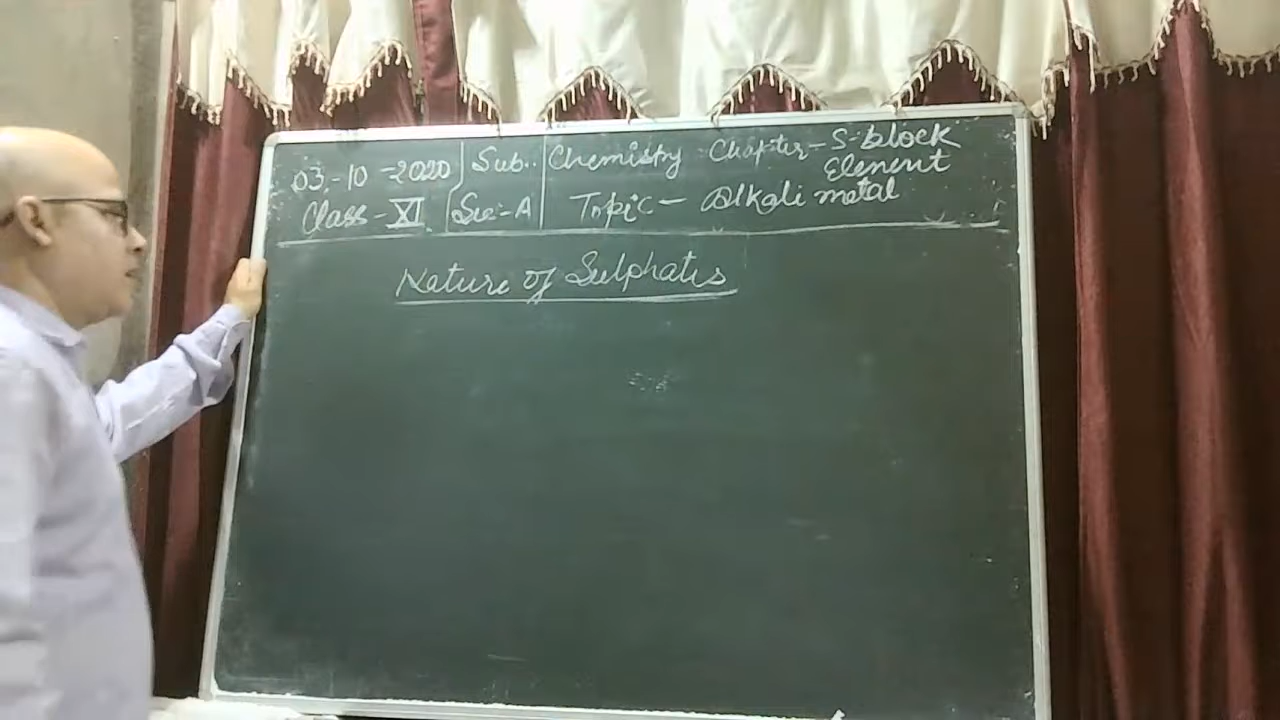 03-10-2020 Sub.. Chemistry Chapter- S-block Element
Class-XI Sec-A Topic- Alkali metal
Nature of Sulphates